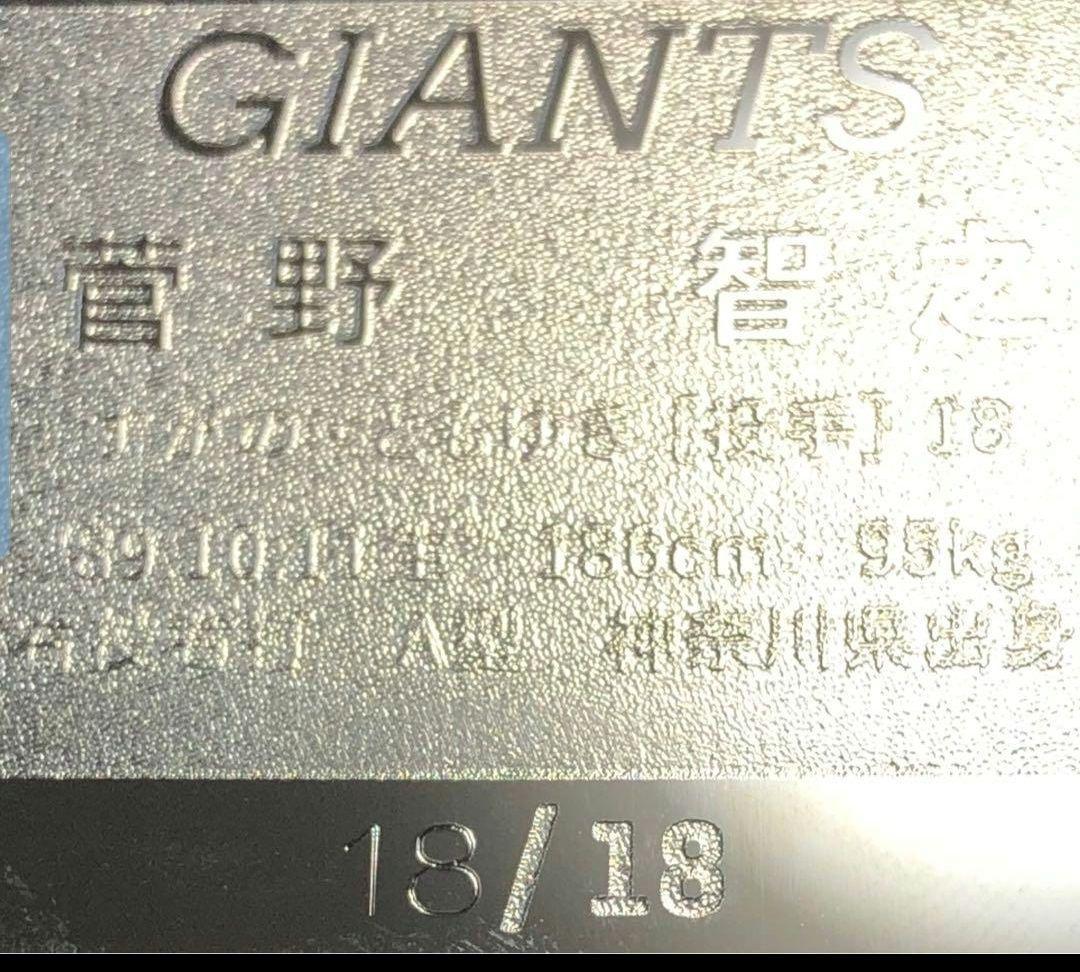 GIANTS
菅野 智之
すがの・ともゆき [投手] 18
'89.10.11生 186cm 95kg
右投右打 A型 神奈川県出身
18/18